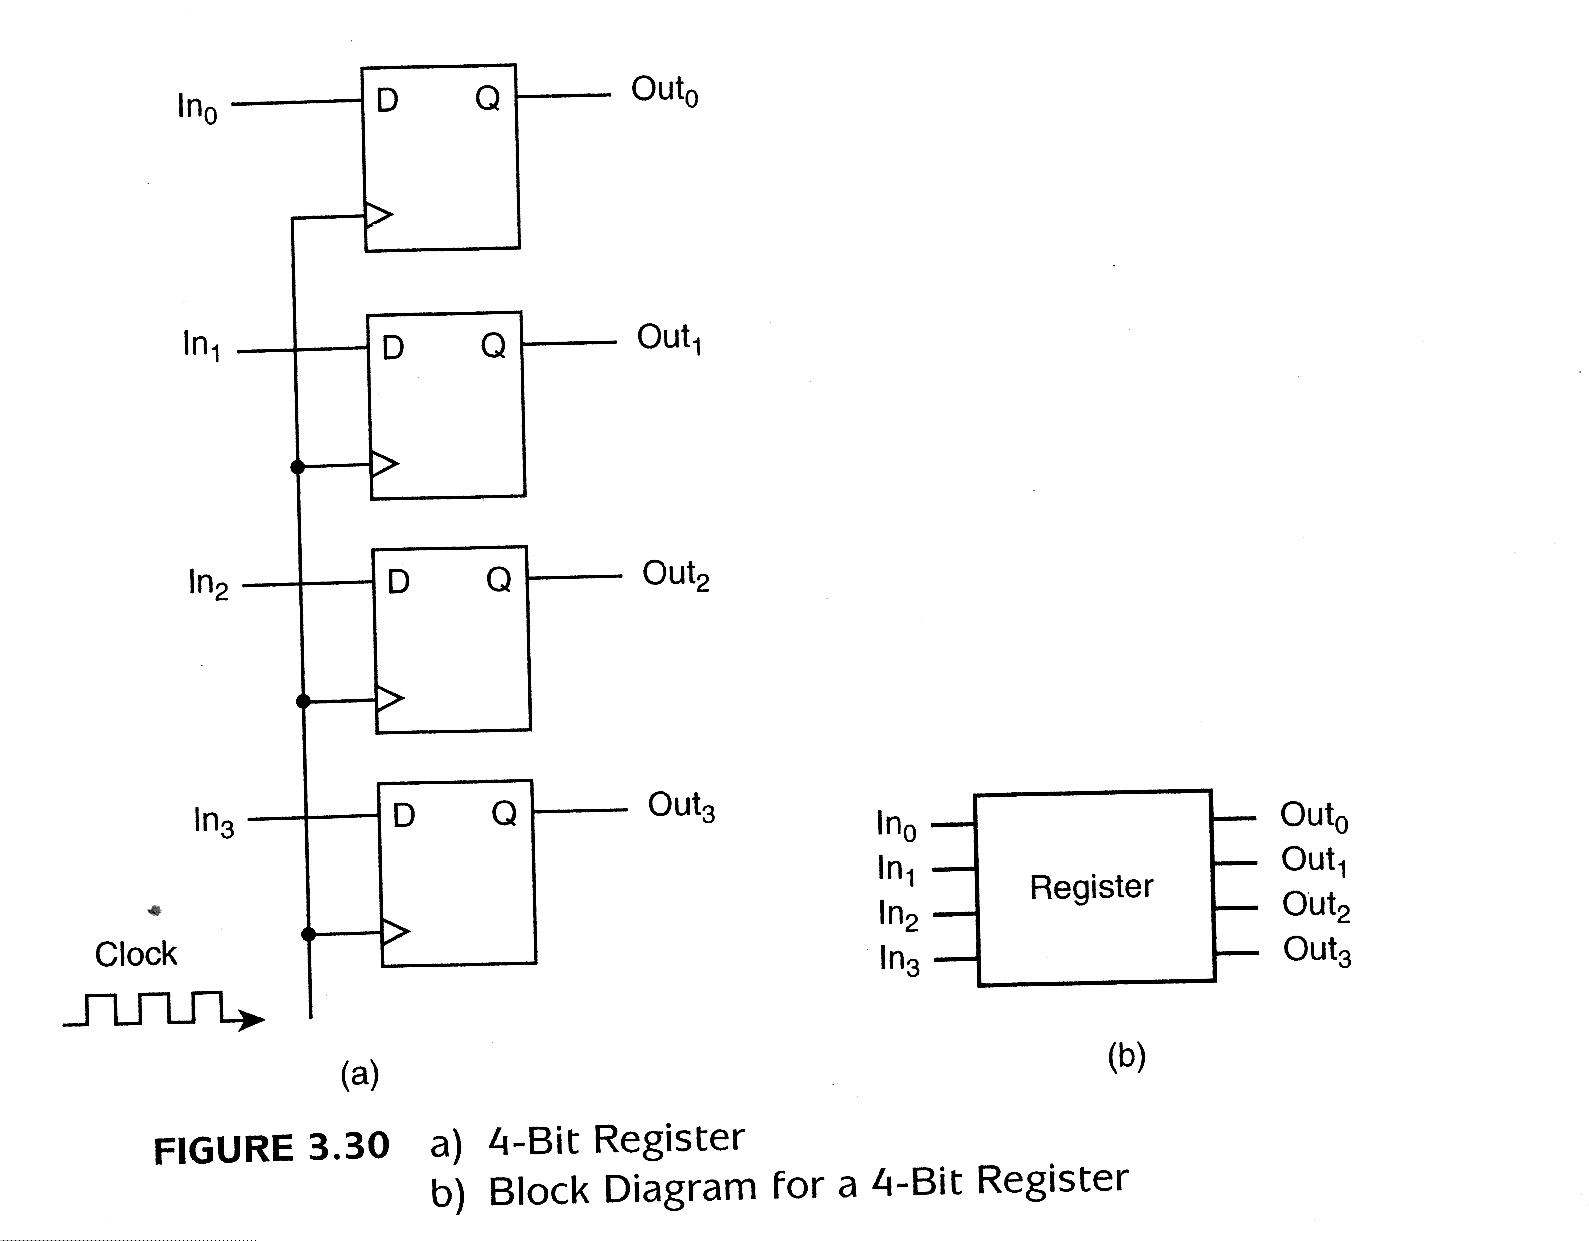 In₀ D Q Out₀
In₁ D Q Out₁
In₂ D Q Out₂
In₃ D Q Out₃
Clock
(a)
In₀ Out₀
In₁ Out₁
Register
In₂ Out₂
In₃ Out₃
(b)
FIGURE 3.30 a) 4-Bit Register
b) Block Diagram for a 4-Bit Register